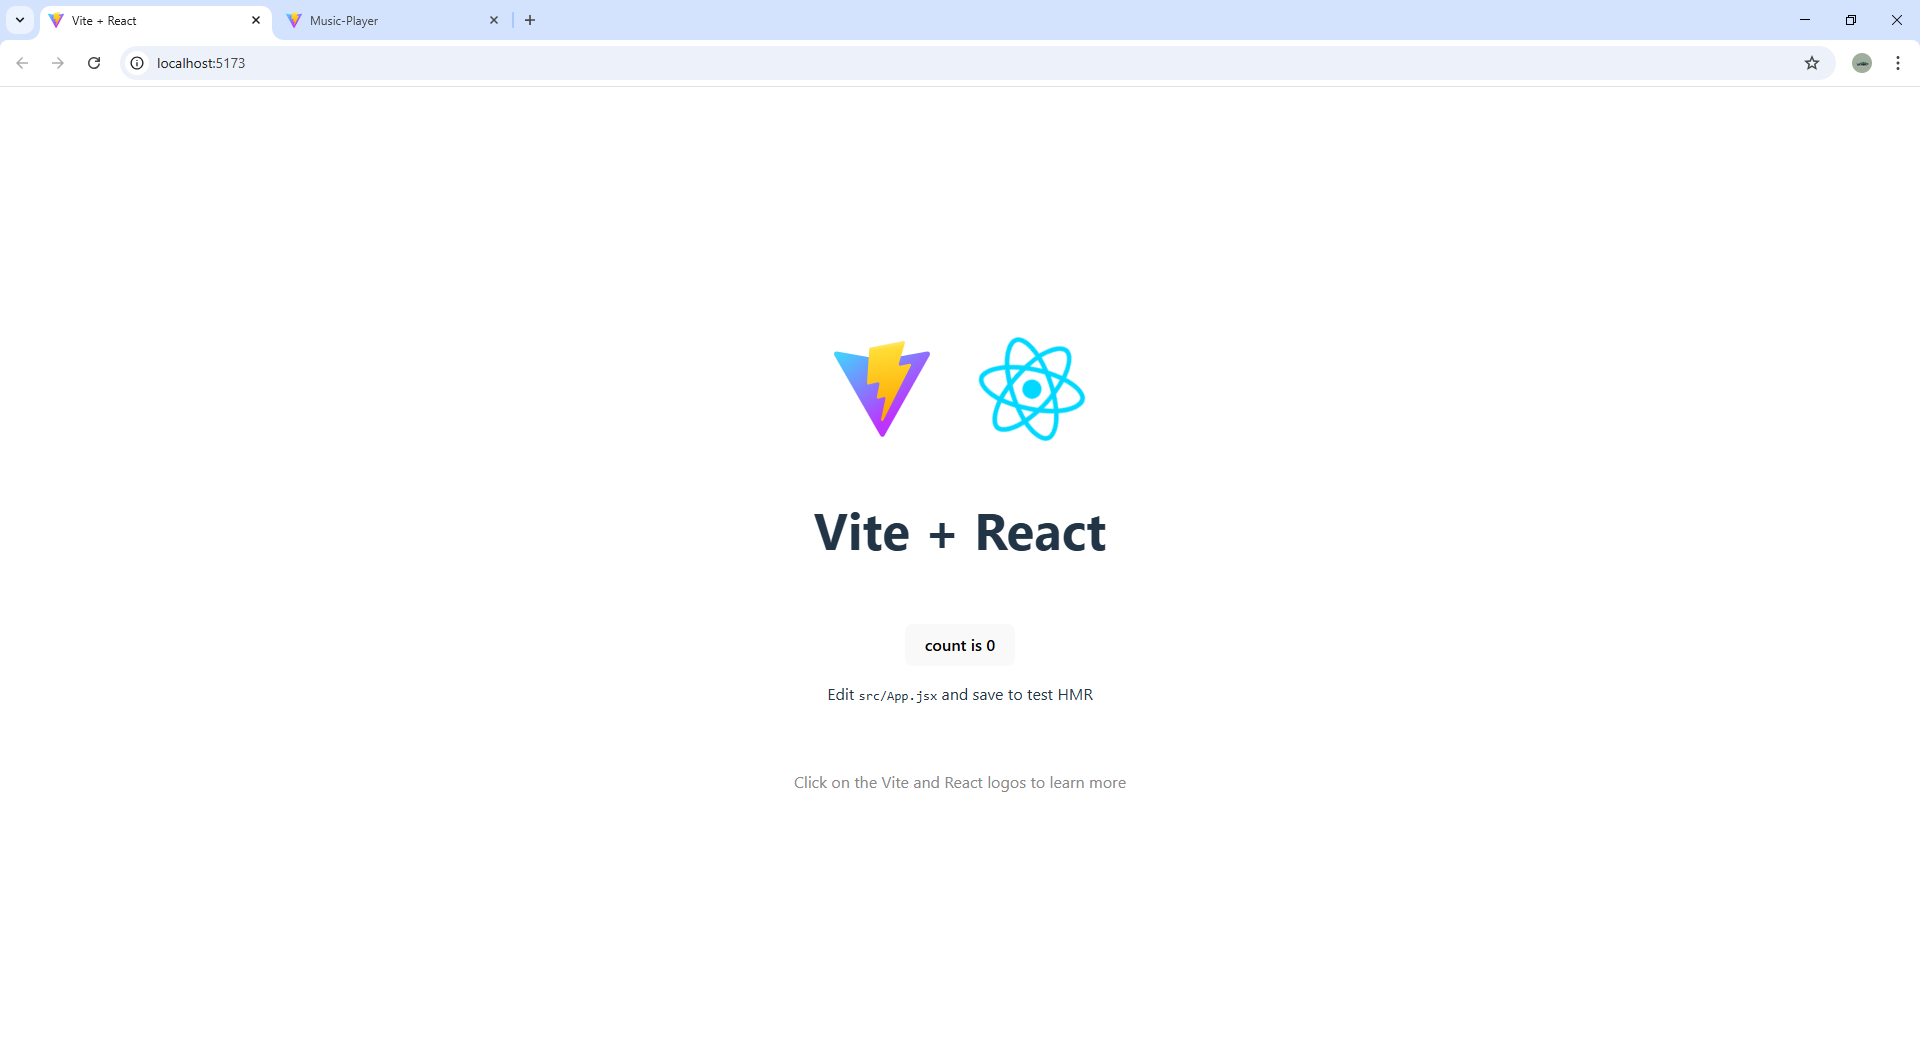 Vite + React
Music-Player
localhost:5173
Vite + React
count is 0
Edit src/App.jsx and save to test HMR
Click on the Vite and React logos to learn more